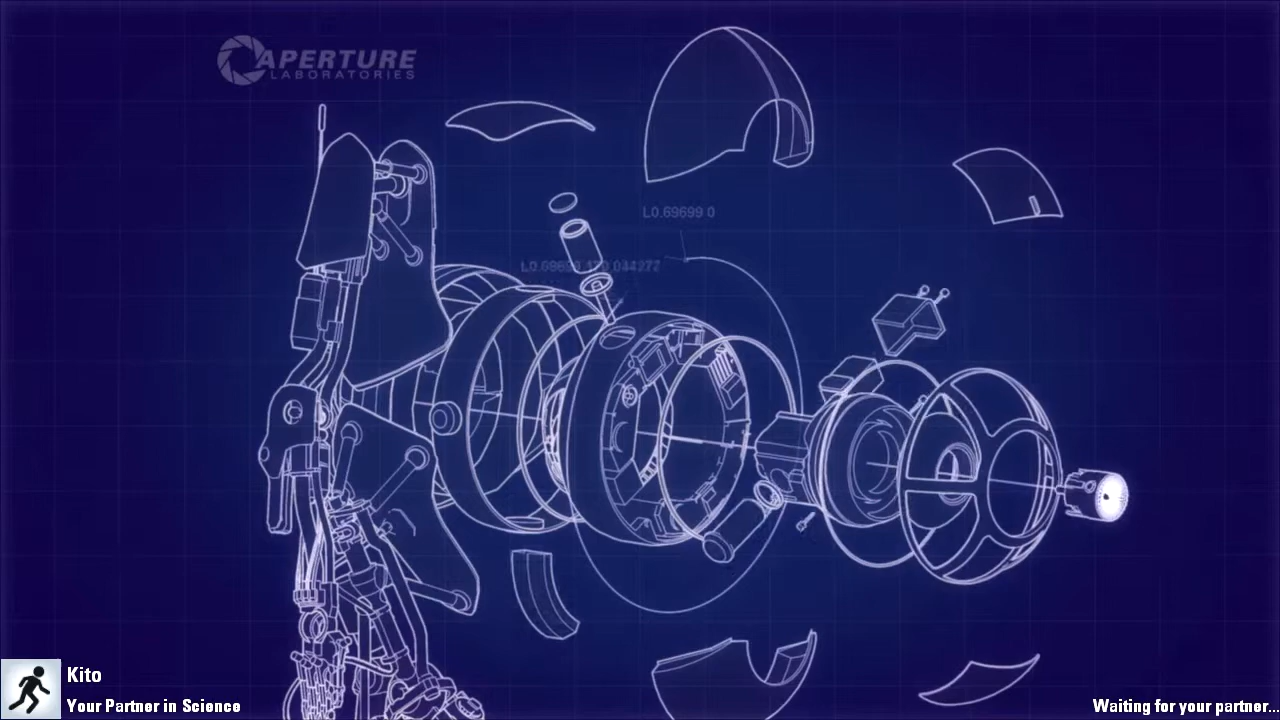 APERTURE
LABORATORIES
L0.69699 0
Kito
Your Partner in Science
Waiting for your partner...